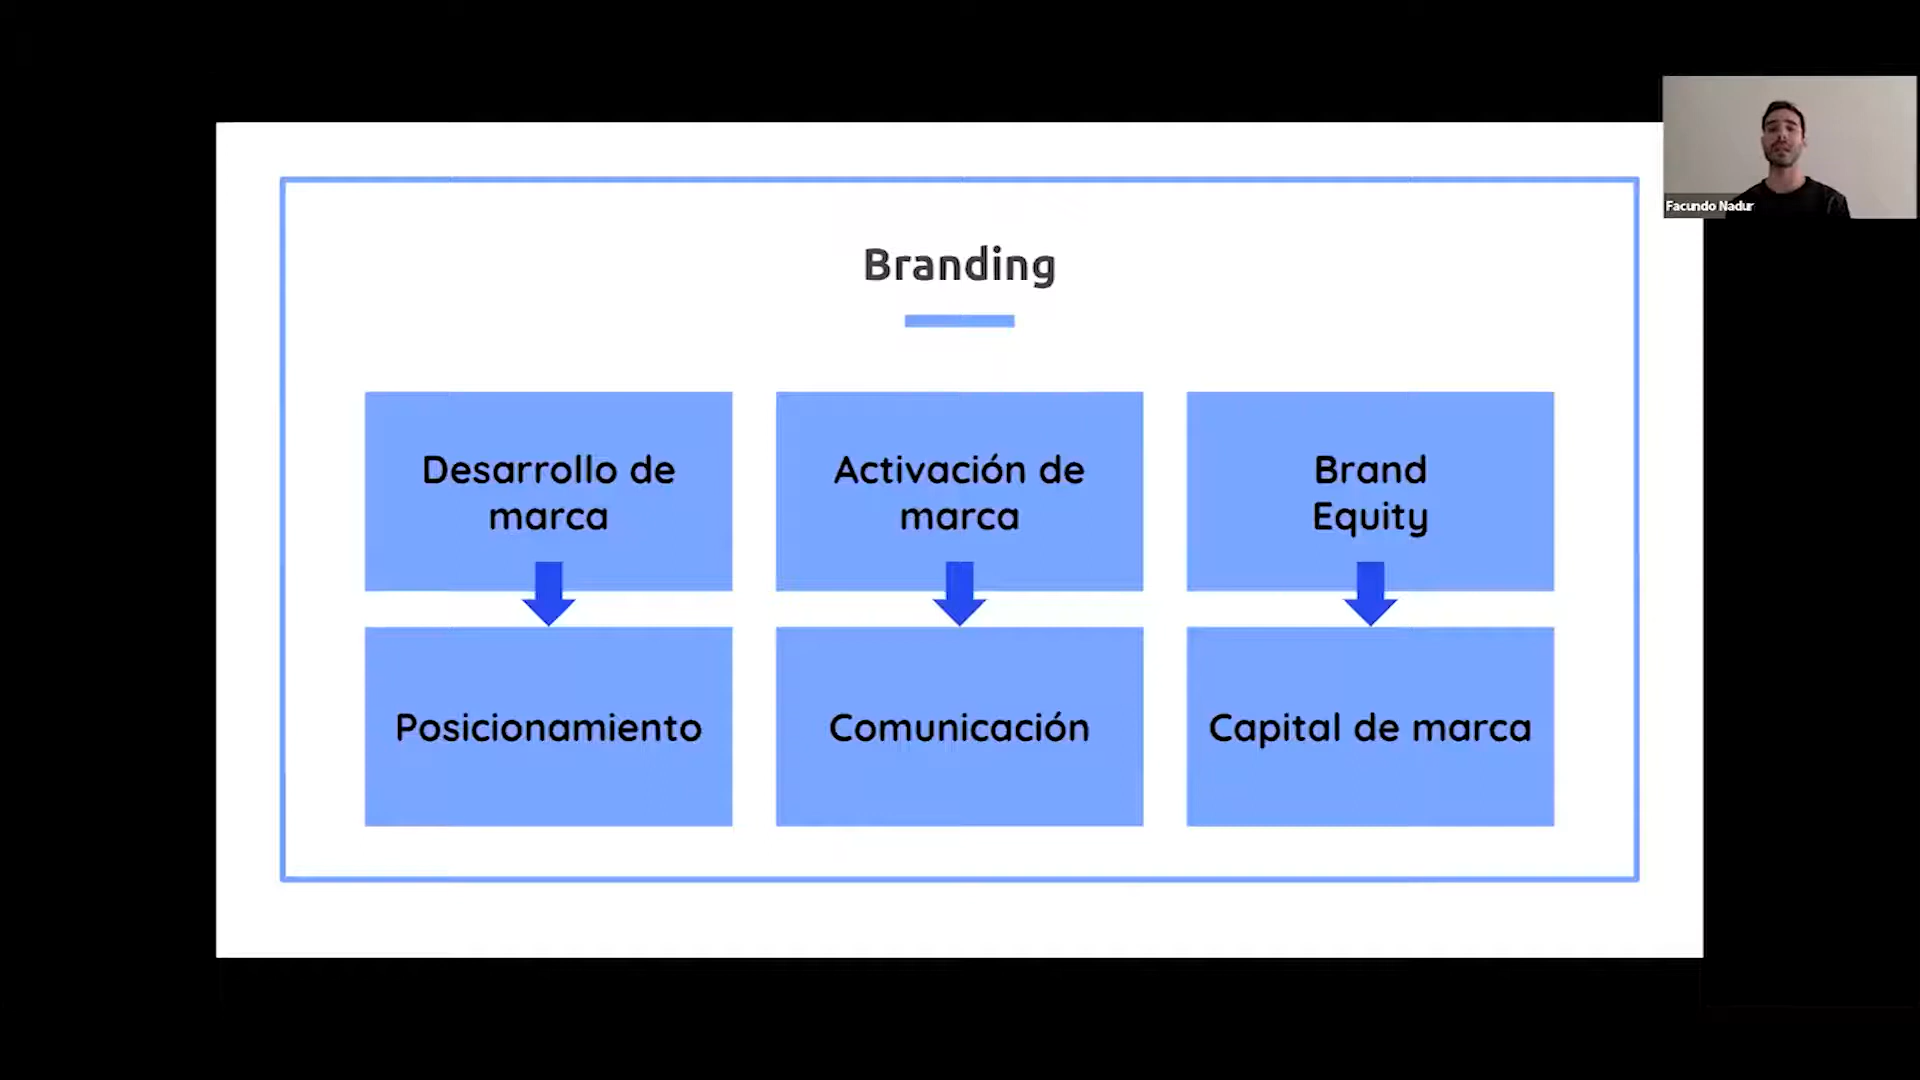 Facundo Nadur
Branding
Desarrollo de
marca
Activación de
marca
Brand
Equity
Posicionamiento
Comunicación
Capital de marca